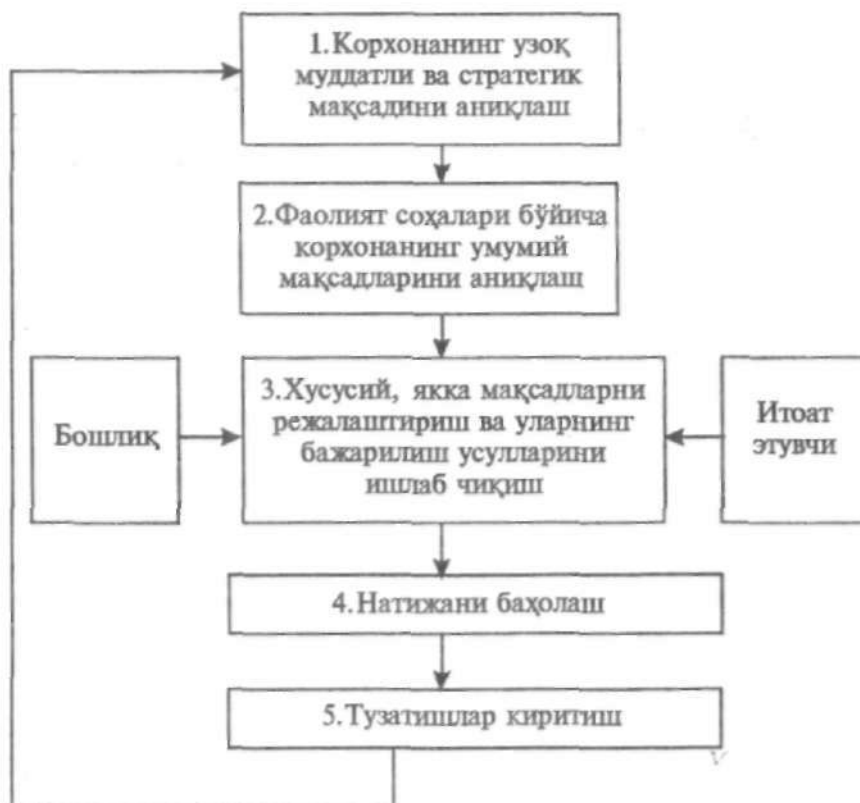 1.Корхонанинг узоқ
муддатли ва стратегик
мақсадини аниқлаш
2.Фаолият соҳалари бўйича
корхонанинг умумий
мақсадларини аниқлаш
Бошлиқ
3.Хусусий, якка мақсадларни
режалаштириш ва уларнинг
бажарилиш усулларини
ишлаб чиқиш
Итоат
этувчи
4.Натижани баҳолаш
5.Тузатишлар киритиш